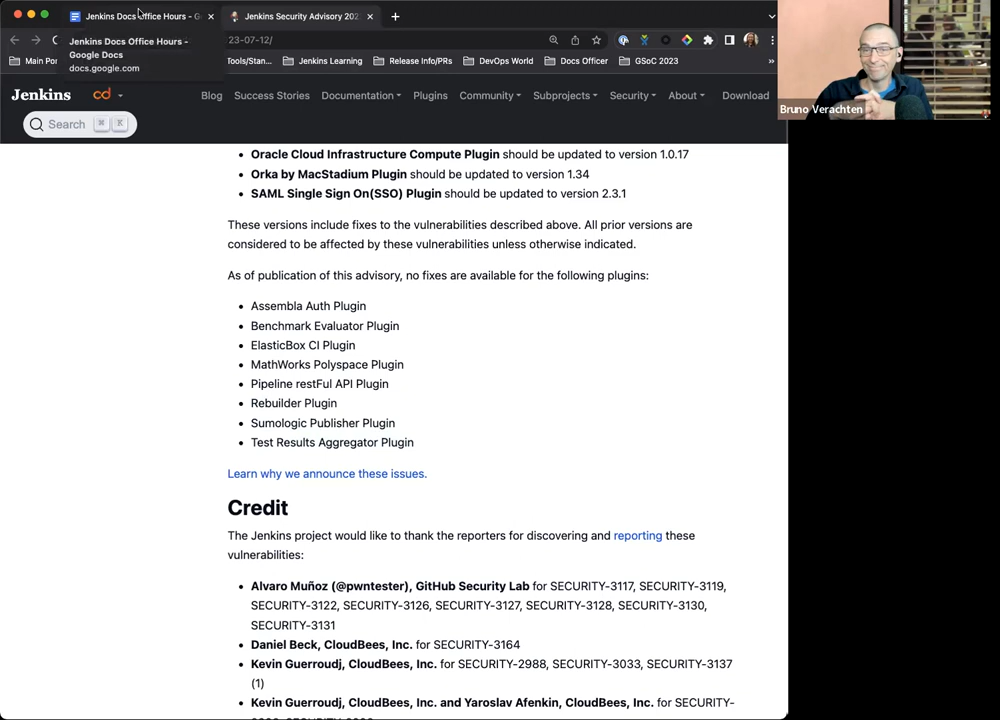 Jenkins Docs Office Hours - G
Jenkins Security Advisory 202
Jenkins Docs Office Hours -
Google Docs
docs.google.com
23-07-12/
Main Por
Tools/Stan...
Jenkins Learning
Release Info/PRs
DevOps World
Docs Officer
GSoC 2023
»
Jenkins
cd
Blog
Success Stories
Documentation
Plugins
Community
Subprojects
Security
About
Download
Search ⌘ K
Bruno Verachten
• Oracle Cloud Infrastructure Compute Plugin should be updated to version 1.0.17
• Orka by MacStadium Plugin should be updated to version 1.34
• SAML Single Sign On(SSO) Plugin should be updated to version 2.3.1
These versions include fixes to the vulnerabilities described above. All prior versions are
considered to be affected by these vulnerabilities unless otherwise indicated.
As of publication of this advisory, no fixes are available for the following plugins:
• Assembla Auth Plugin
• Benchmark Evaluator Plugin
• ElasticBox CI Plugin
• MathWorks Polyspace Plugin
• Pipeline restFul API Plugin
• Rebuilder Plugin
• Sumologic Publisher Plugin
• Test Results Aggregator Plugin
Learn why we announce these issues.
Credit
The Jenkins project would like to thank the reporters for discovering and reporting these
vulnerabilities:
• Alvaro Muñoz (@pwntester), GitHub Security Lab for SECURITY-3117, SECURITY-3119,
SECURITY-3122, SECURITY-3126, SECURITY-3127, SECURITY-3128, SECURITY-3130,
SECURITY-3131
• Daniel Beck, CloudBees, Inc. for SECURITY-3164
• Kevin Guerroudj, CloudBees, Inc. for SECURITY-2988, SECURITY-3033, SECURITY-3137
(1)
• Kevin Guerroudj, CloudBees, Inc. and Yaroslav Afenkin, CloudBees, Inc. for SECURITY-